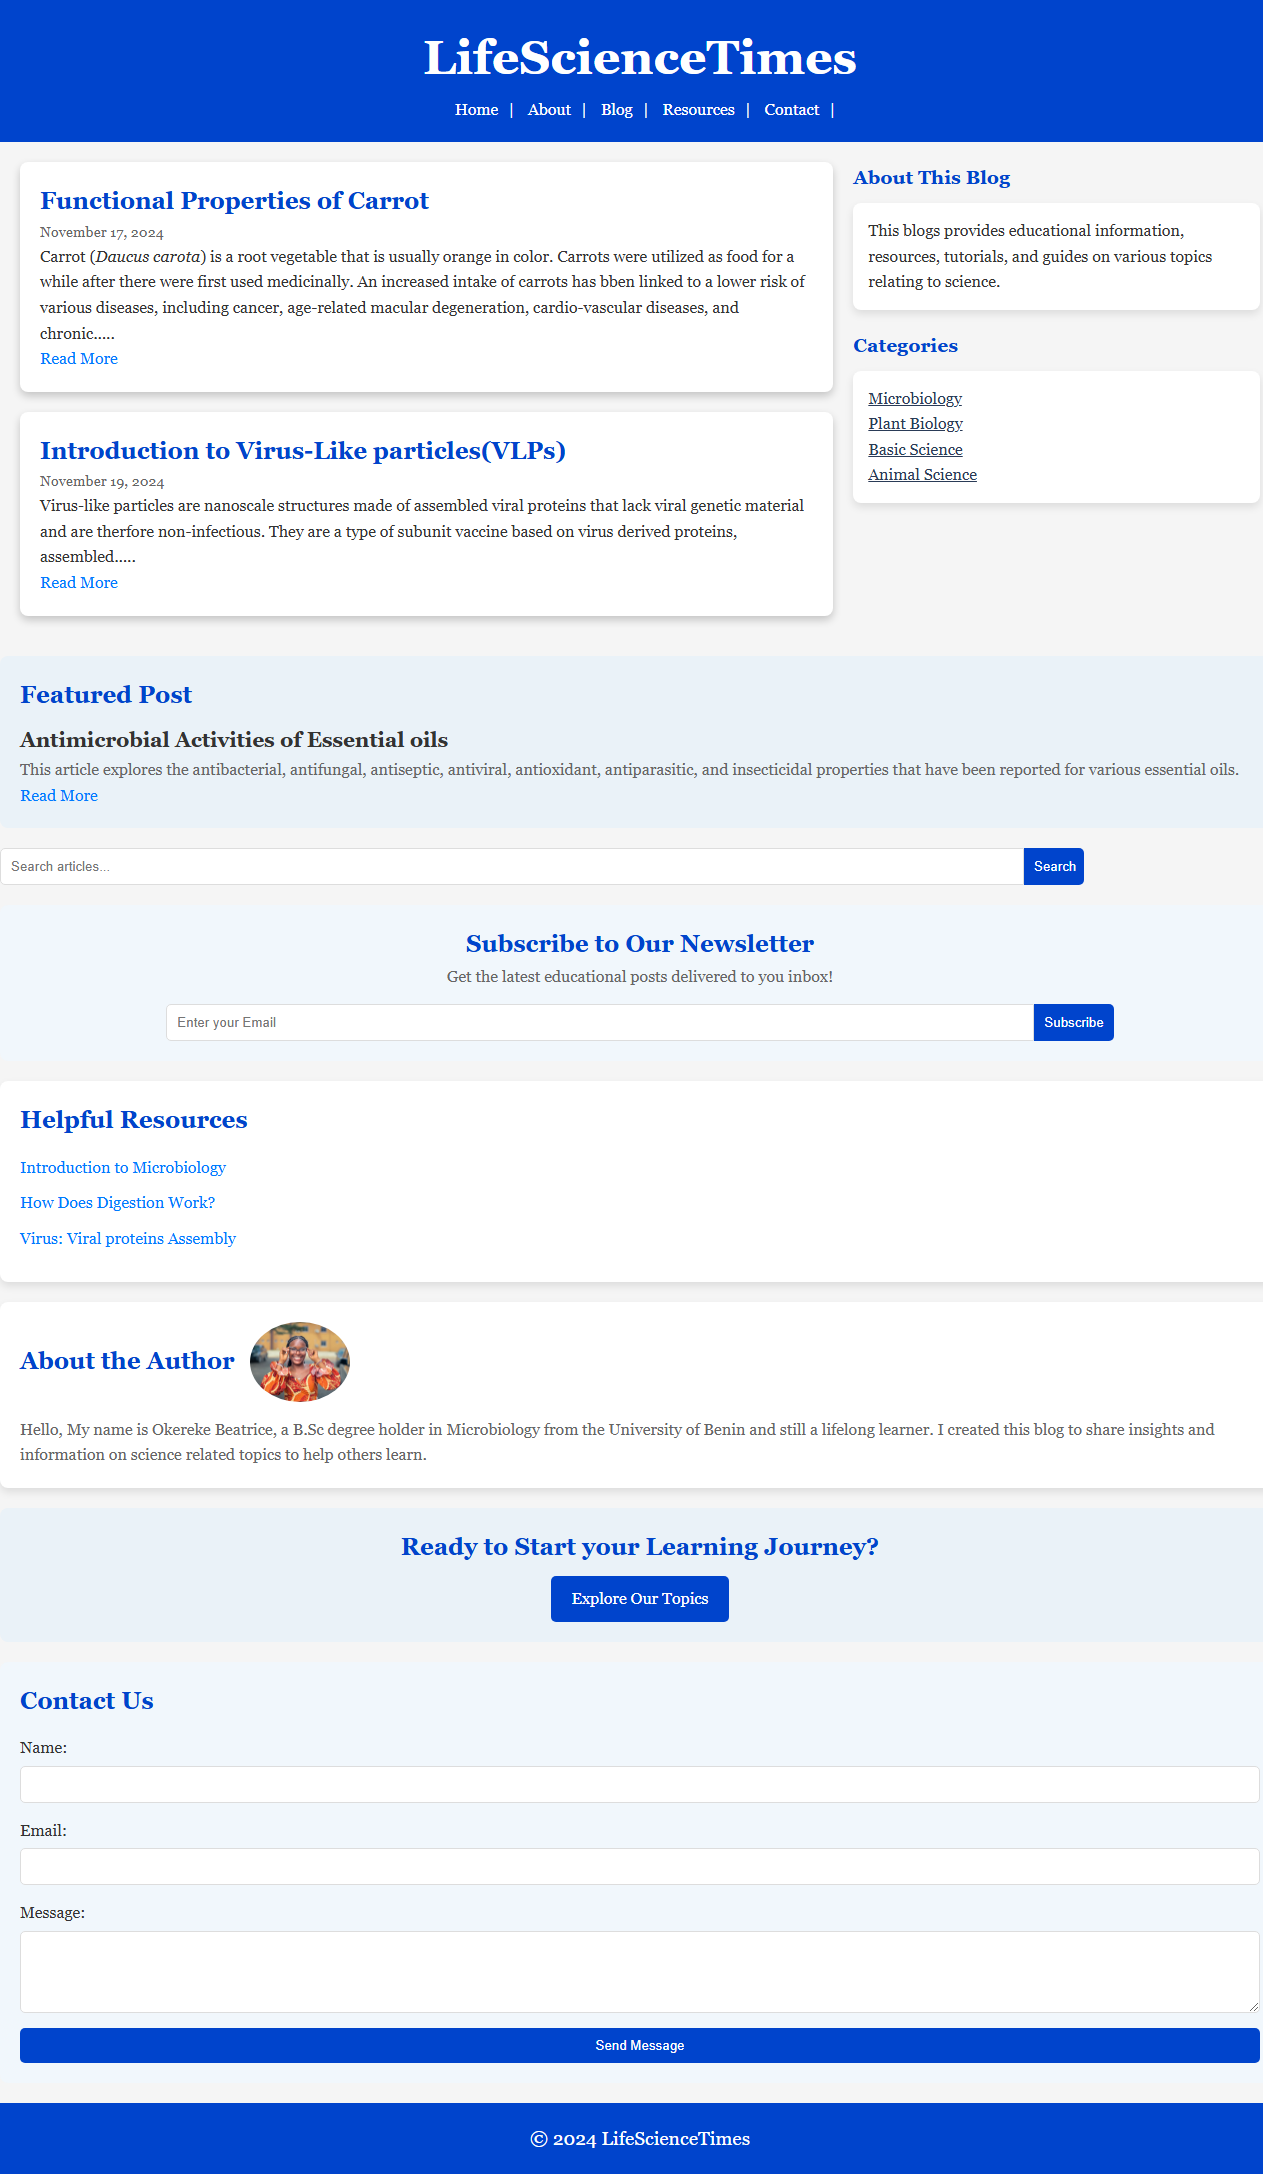 LifeScienceTimes
Home | About | Blog | Resources | Contact |
Functional Properties of Carrot
November 17, 2024
Carrot (Daucus carota) is a root vegetable that is usually orange in color. Carrots were utilized as food for a
while after there were first used medicinally. An increased intake of carrots has bben linked to a lower risk of
various diseases, including cancer, age-related macular degeneration, cardio-vascular diseases, and
chronic.....
Read More
Introduction to Virus-Like particles(VLPs)
November 19, 2024
Virus-like particles are nanoscale structures made of assembled viral proteins that lack viral genetic material
and are therfore non-infectious. They are a type of subunit vaccine based on virus derived proteins,
assembled.....
Read More
About This Blog
This blogs provides educational information,
resources, tutorials, and guides on various topics
relating to science.
Categories
Microbiology
Plant Biology
Basic Science
Animal Science
Featured Post
Antimicrobial Activities of Essential oils
This article explores the antibacterial, antifungal, antiseptic, antiviral, antioxidant, antiparasitic, and insecticidal properties that have been reported for various essential oils.
Read More
Search articles...
Search
Subscribe to Our Newsletter
Get the latest educational posts delivered to you inbox!
Enter your Email
Subscribe
Helpful Resources
Introduction to Microbiology
How Does Digestion Work?
Virus: Viral proteins Assembly
About the Author
Hello, My name is Okereke Beatrice, a B.Sc degree holder in Microbiology from the University of Benin and still a lifelong learner. I created this blog to share insights and
information on science related topics to help others learn.
Ready to Start your Learning Journey?
Explore Our Topics
Contact Us
Name:
Email:
Message:
Send Message
© 2024 LifeScienceTimes